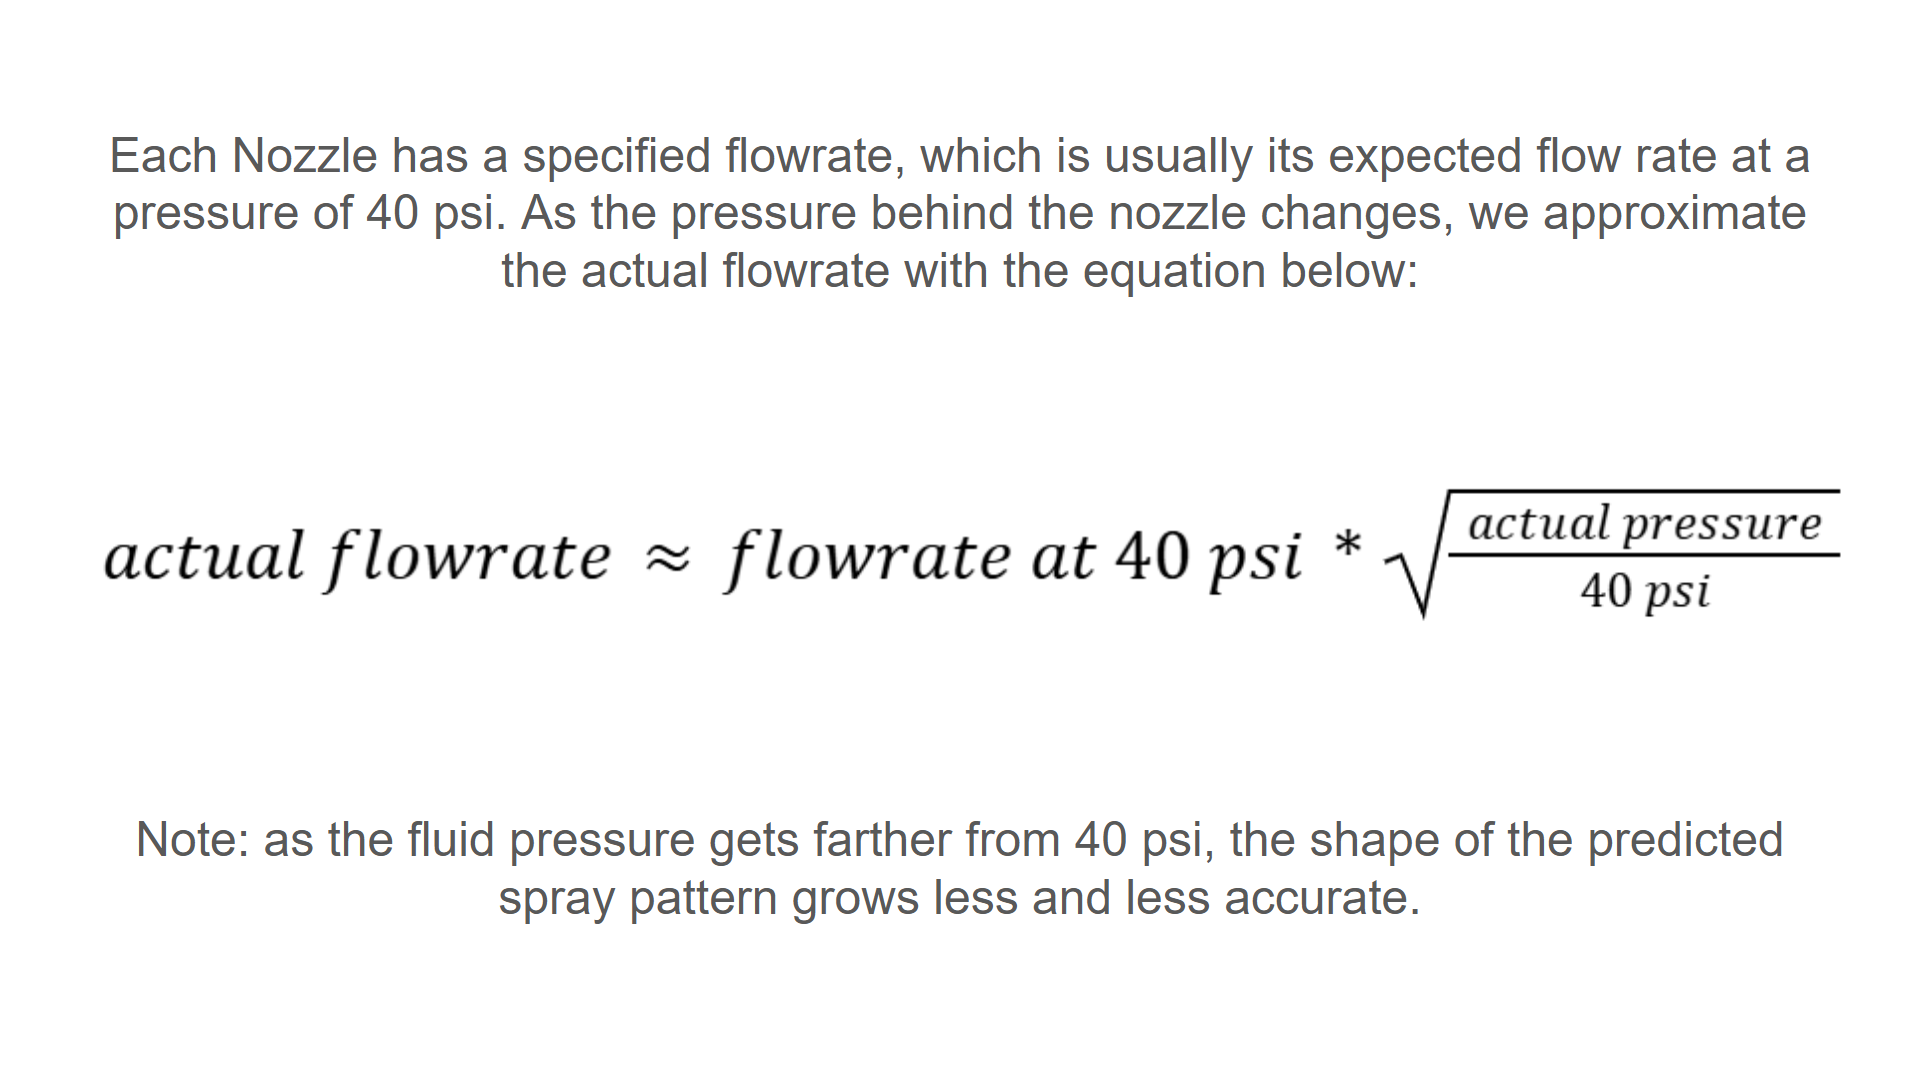 Each Nozzle has a specified flowrate, which is usually its expected flow rate at a
pressure of 40 psi. As the pressure behind the nozzle changes, we approximate
the actual flowrate with the equation below:
actual flowrate ≈ flowrate at 40 psi * √(actual pressure / 40 psi)
Note: as the fluid pressure gets farther from 40 psi, the shape of the predicted
spray pattern grows less and less accurate.